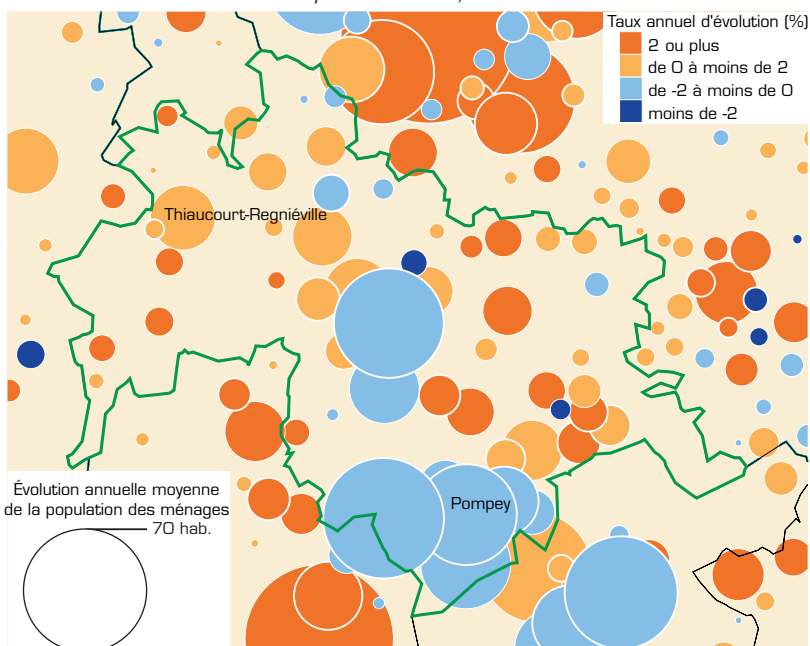 Taux annuel d'évolution (%)
2 ou plus
de 0 à moins de 2
de -2 à moins de 0
moins de -2
Thiaucourt-Regniéville
Pompey
Évolution annuelle moyenne
de la population des ménages
70 hab.